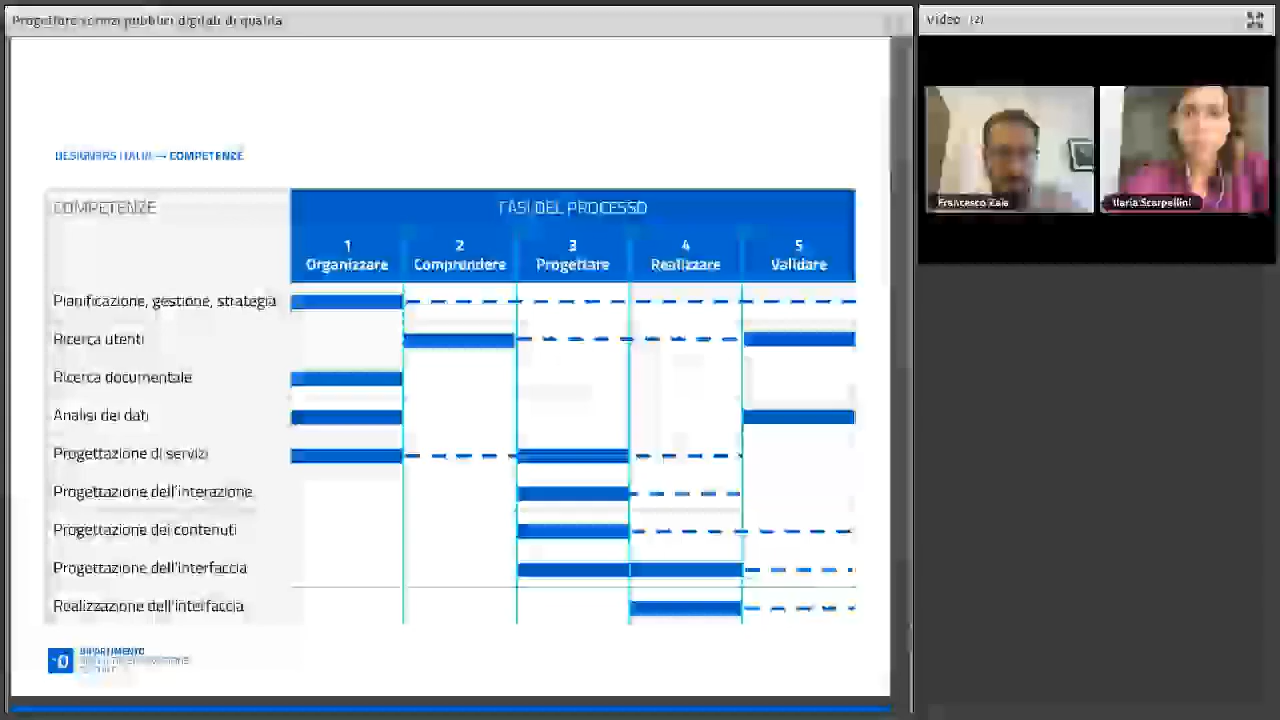 Progettare servizi pubblici digitali di qualità
Video (2)
DESIGNERS ITALIA → COMPETENZE
COMPETENZE
FASI DEL PROCESSO
1
Organizzare
2
Comprendere
3
Progettare
4
Realizzare
5
Validare
Pianificazione, gestione, strategia
Ricerca utenti
Ricerca documentale
Analisi dei dati
Progettazione di servizi
Progettazione dell'interazione
Progettazione dei contenuti
Progettazione dell'interfaccia
Realizzazione dell'interfaccia
DIPARTIMENTO
Francesco Zaia
Ilaria Scarpellini